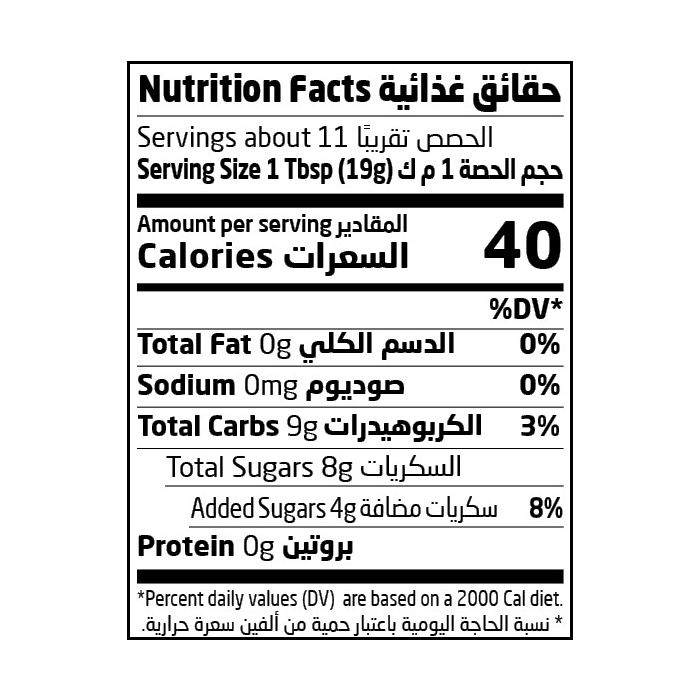 Nutrition Facts حقائق غذائية
Servings about 11 الحصص تقريبًا
Serving Size 1 Tbsp (19g) حجم الحصة 1 م ك
Amount per serving المقادير
Calories السعرات 40
%DV*
Total Fat 0g الدسم الكلي 0%
Sodium 0mg صوديوم 0%
Total Carbs 9g الكربوهيدرات 3%
Total Sugars 8g السكريات
Added Sugars 4g سكريات مضافة 8%
Protein 0g بروتين
*Percent daily values (DV) are based on a 2000 Cal diet.
* نسبة الحاجة اليومية باعتبار حمية من ألفين سعرة حرارية.